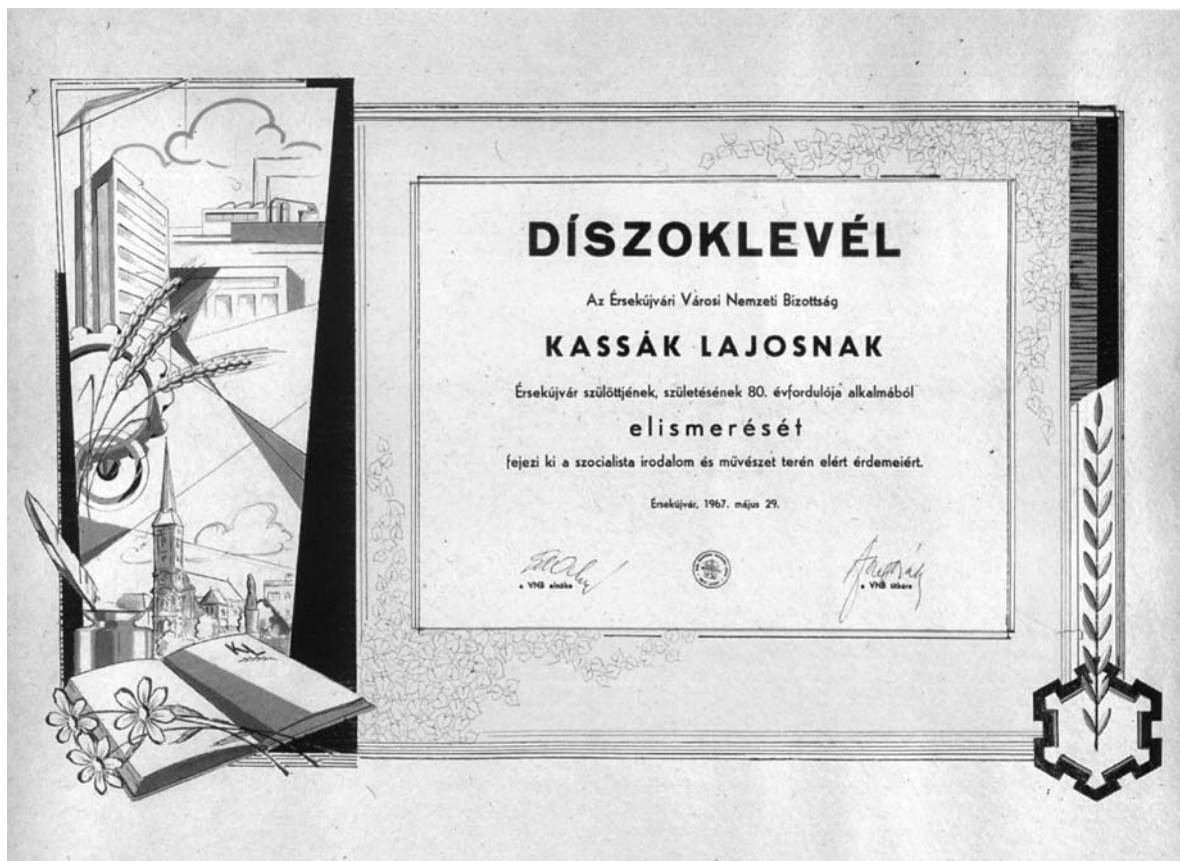 DÍSZOKLEVÉL
Az Érsekújvári Városi Nemzeti Bizottság
KASSÁK LAJOSNAK
Érsekújvár szülöttjének, születésének 80. évfordulója alkalmából
elismerését
fejezi ki a szocialista irodalom és művészet terén elért érdemeiért.
Érsekújvár, 1967. május 29.
a VNB elnöke
a VNB titkára
K.L